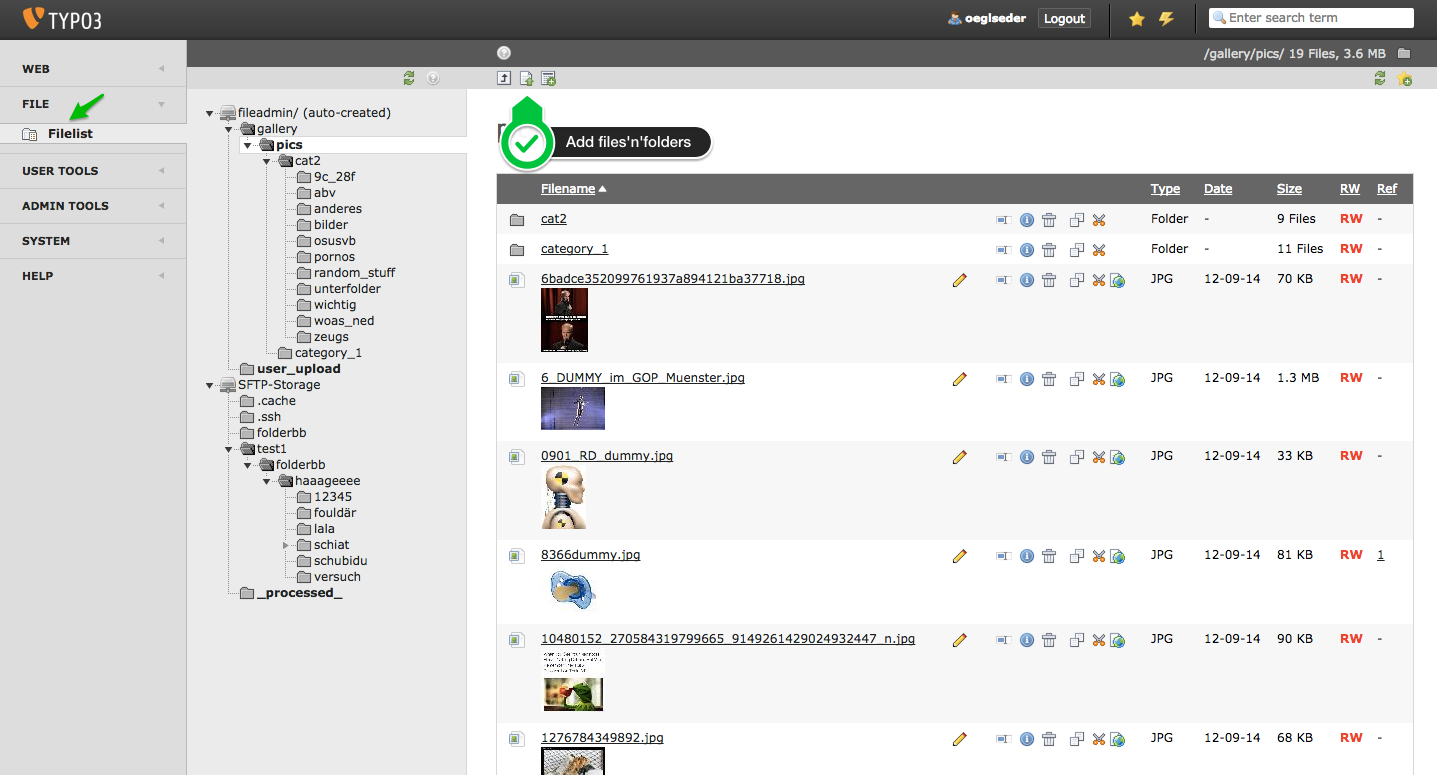 TYPO3
oeglseder
Logout
Enter search term
/gallery/pics/ 19 Files, 3.6 MB
WEB
FILE
Filelist
USER TOOLS
ADMIN TOOLS
SYSTEM
HELP
fileadmin/ (auto-created)
gallery
pics
cat2
9c_28f
abv
anderes
bilder
osusvb
pornos
random_stuff
unterfolder
wichtig
woas_ned
zeugs
category_1
user_upload
SFTP-Storage
.cache
.ssh
folderbb
test1
folderbb
haaageeee
12345
fouldär
lala
schiat
schubidu
versuch
_processed_
Add files'n'folders
Filename Type Date Size RW Ref
cat2 Folder - 9 Files RW -
category_1 Folder - 11 Files RW -
6badce352099761937a894121ba37718.jpg JPG 12-09-14 70 KB RW -
6_DUMMY_im_GOP_Muenster.jpg JPG 12-09-14 1.3 MB RW -
0901_RD_dummy.jpg JPG 12-09-14 33 KB RW -
8366dummy.jpg JPG 12-09-14 81 KB RW 1
10480152_270584319799665_9149261429024932447_n.jpg JPG 12-09-14 90 KB RW -
1276784349892.jpg JPG 12-09-14 68 KB RW -